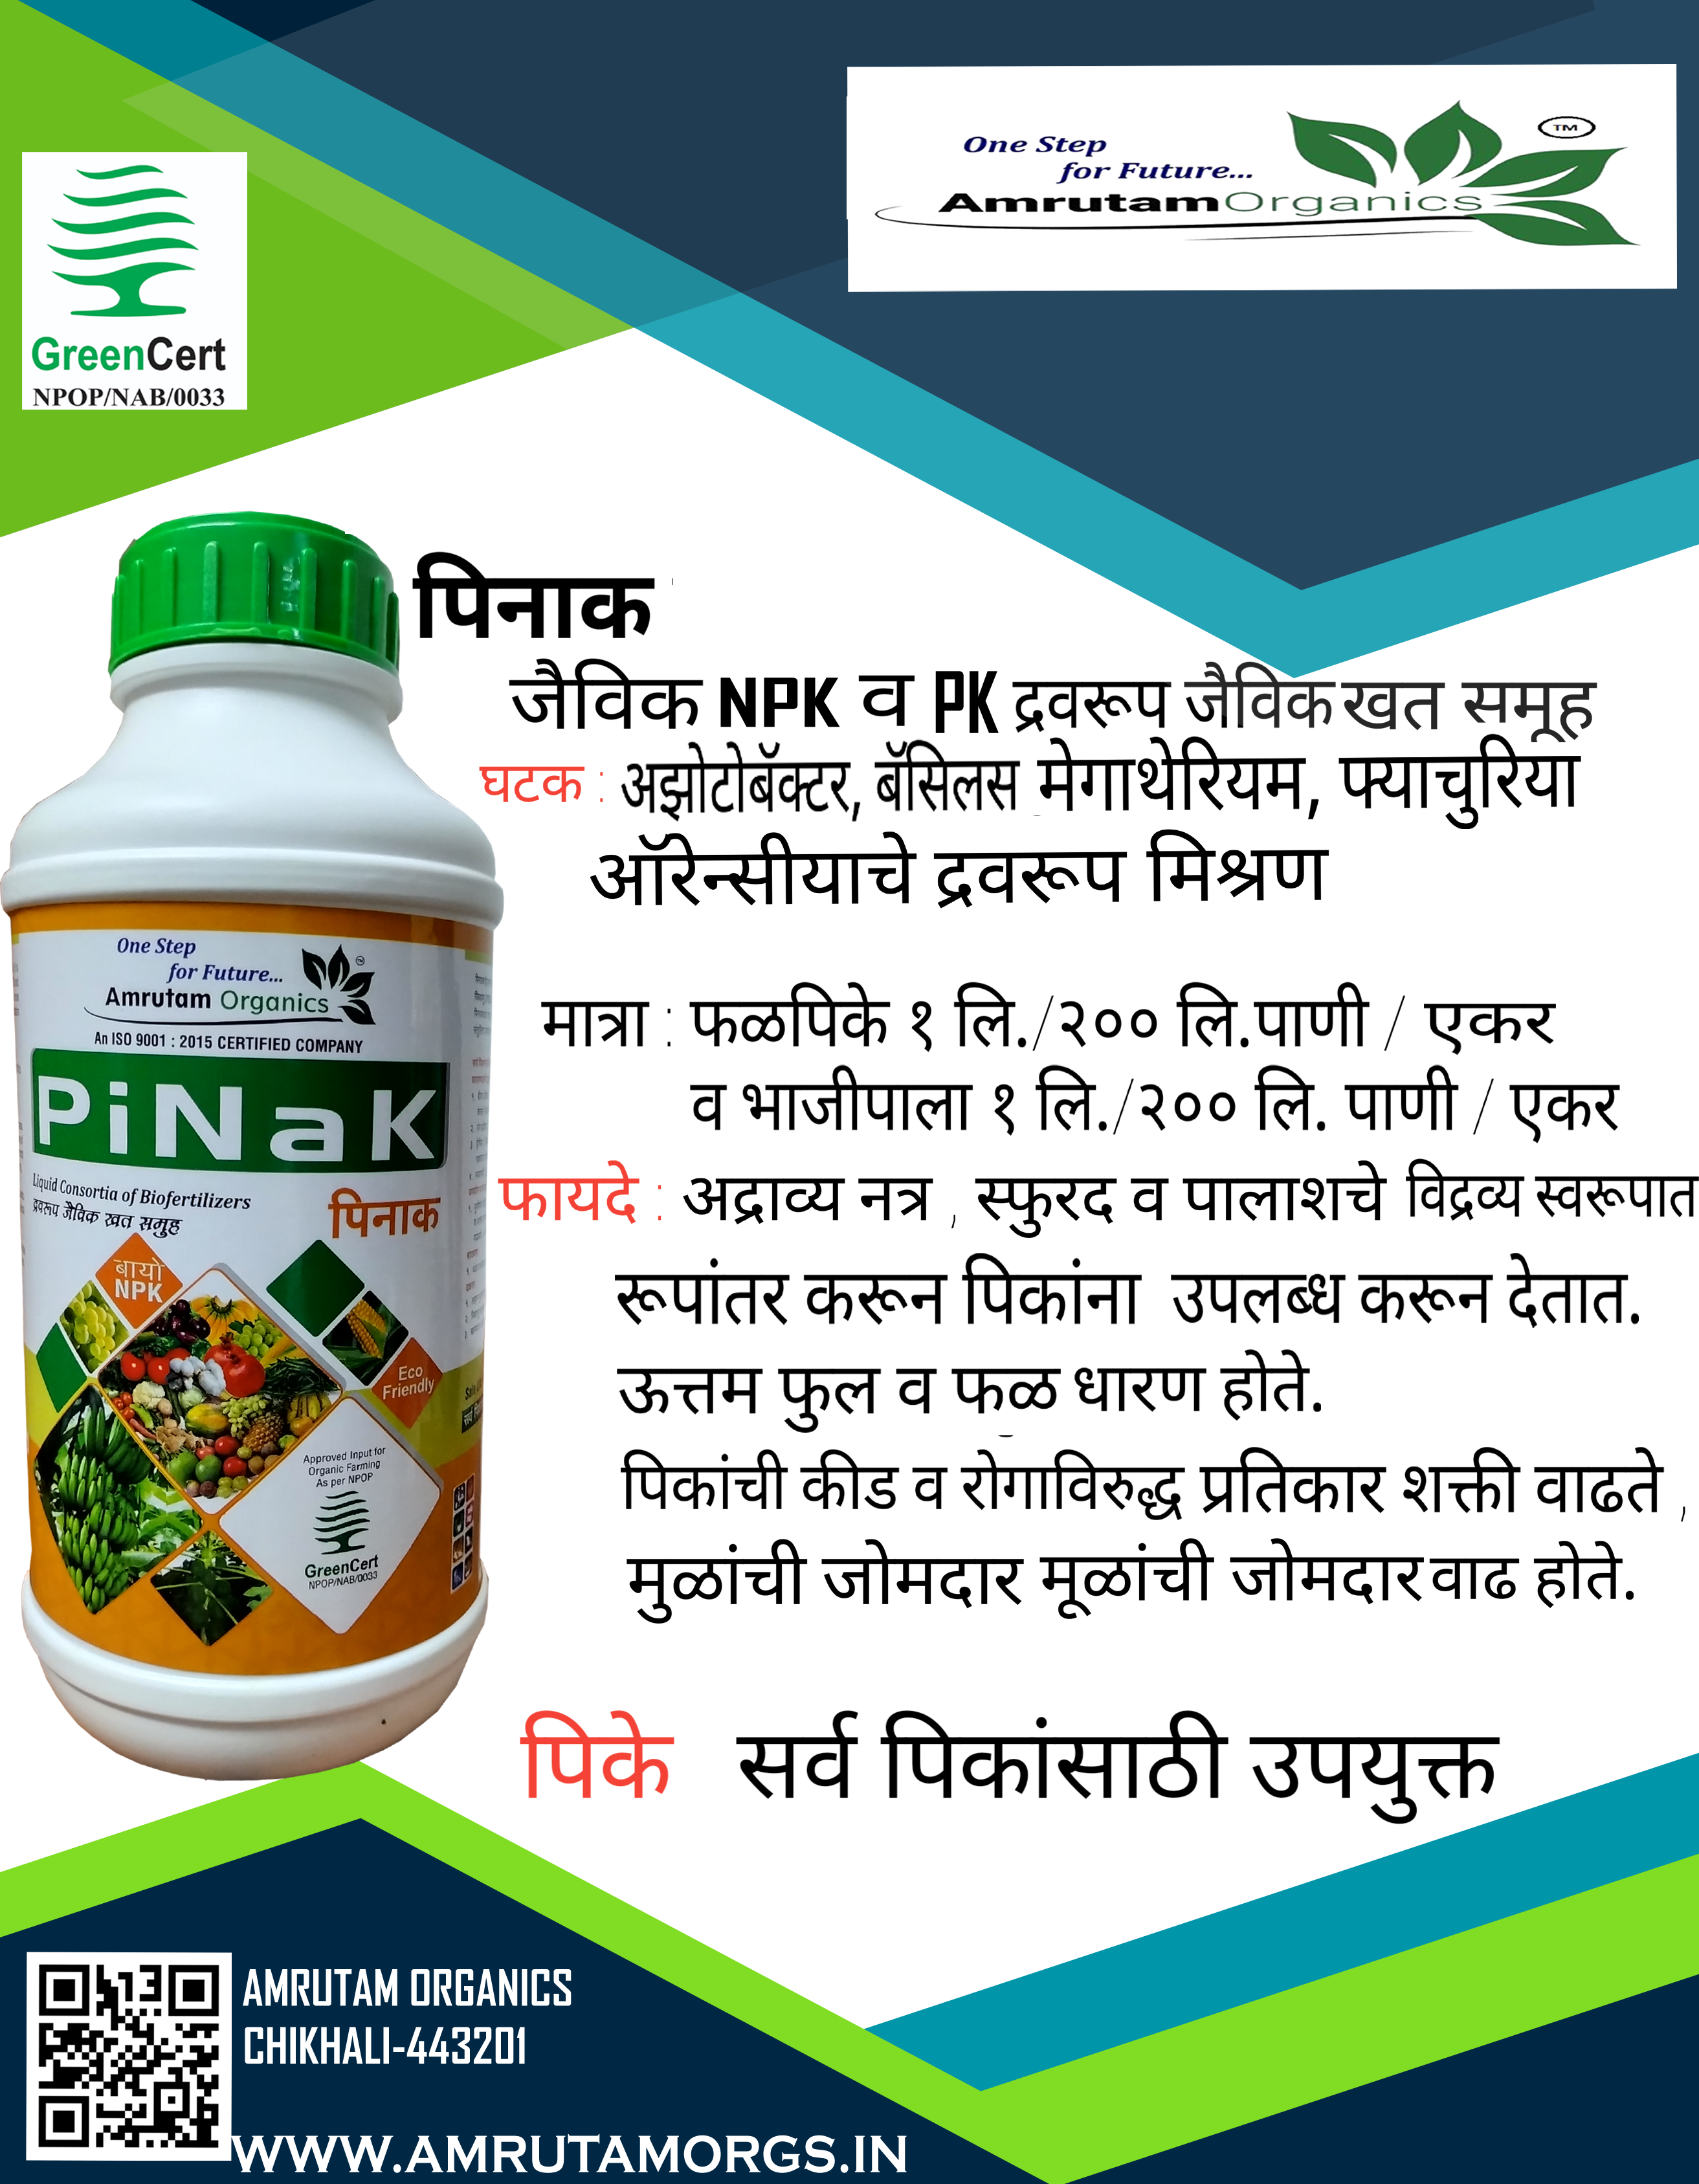 One Step
for Future...
TM
AmrutamOrganics
GreenCert
NPOP/NAB/0033
पिनाक
जैविक NPK व PK द्रवरूप जैविक खत समूह
घटक : अझोटोबॅक्टर, बॅसिलस मेगाथेरियम, फ्याचुरिया
ऑरेन्सीयाचे द्रवरूप मिश्रण
मात्रा : फळपिके १ लि./२०० लि.पाणी / एकर
व भाजीपाला १ लि./२०० लि. पाणी / एकर
फायदे : अद्राव्य नत्र , स्फुरद व पालाशचे विद्रव्य स्वरूपात
रूपांतर करून पिकांना उपलब्ध करून देतात.
ऊत्तम फुल व फळ धारण होते.
पिकांची कीड व रोगाविरुद्ध प्रतिकार शक्ती वाढते ,
मुळांची जोमदार मूळांची जोमदार वाढ होते.
पिके सर्व पिकांसाठी उपयुक्त
One Step
for Future...
TM
Amrutam Organics
An ISO 9001 : 2015 CERTIFIED COMPANY
PiNaK
Liquid Consortia of Biofertilizers
द्रवरूप जैविक खत समुह
पिनाक
बायो
NPK
Eco
Friendly
Approved Input for
Organic Farming
As per NPOP
GreenCert
NPOP/NAB/0033
AMRUTAM ORGANICS
CHIKHALI-443201
WWW.AMRUTAMORGS.IN